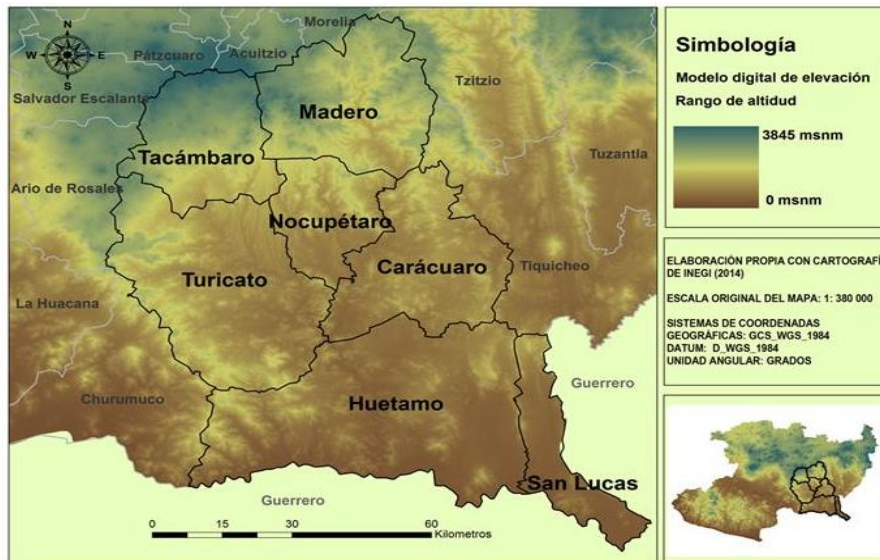 N
W E
S
Morelia
Pátzcuaro
Acuitzio
Tzitzio
Salvador Escalante
Madero
Tuzantla
Tacámbaro
Ario de Rosales
Nocupétaro
Carácuaro
Tiquicheo
Turicato
La Huacana
Guerrero
Churumuco
Huetamo
San Lucas
Guerrero
0 15 30 60
Kilometros
Simbología
Modelo digital de elevación
Rango de altidud
3845 msnm
0 msnm
ELABORACIÓN PROPIA CON CARTOGRAFÍ
DE INEGI (2014)
ESCALA ORIGINAL DEL MAPA: 1: 380 000
SISTEMAS DE COORDENADAS
GEOGRÁFICAS: GCS_WGS_1984
DATUM: D_WGS_1984
UNIDAD ANGULAR: GRADOS